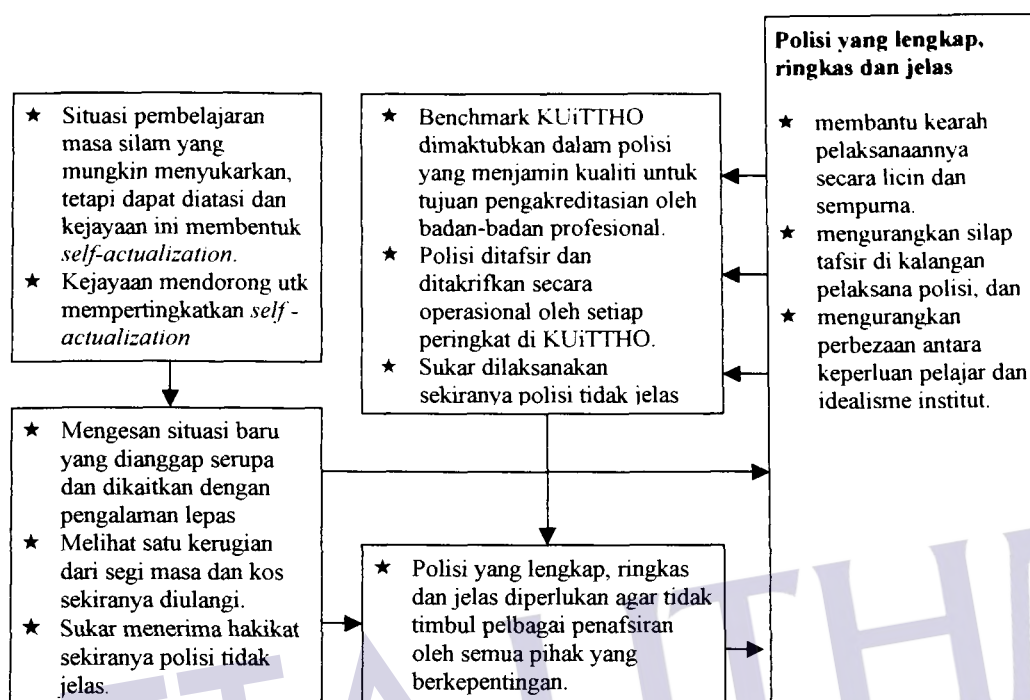 ★ Situasi pembelajaran
masa silam yang
mungkin menyukarkan,
tetapi dapat diatasi dan
kejayaan ini membentuk
self-actualization.
★ Kejayaan mendorong utk
mempertingkatkan self -
actualization
★ Mengesan situasi baru
yang dianggap serupa
dan dikaitkan dengan
pengalaman lepas
★ Melihat satu kerugian
dari segi masa dan kos
sekiranya diulangi.
★ Sukar menerima hakikat
sekiranya polisi tidak
jelas.
★ Benchmark KUiTTHO
dimaktubkan dalam polisi
yang menjamin kualiti untuk
tujuan pengakreditasian oleh
badan-badan profesional.
★ Polisi ditafsir dan
ditakrifkan secara
operasional oleh setiap
peringkat di KUiTTHO.
★ Sukar dilaksanakan
sekiranya polisi tidak jelas
★ Polisi yang lengkap, ringkas
dan jelas diperlukan agar tidak
timbul pelbagai penafsiran
oleh semua pihak yang
berkepentingan.
Polisi yang lengkap,
ringkas dan jelas
★ membantu kearah
pelaksanaannya
secara licin dan
sempurna.
★ mengurangkan silap
tafsir di kalangan
pelaksana polisi, dan
★ mengurangkan
perbezaan antara
keperluan pelajar dan
idealisme institut.